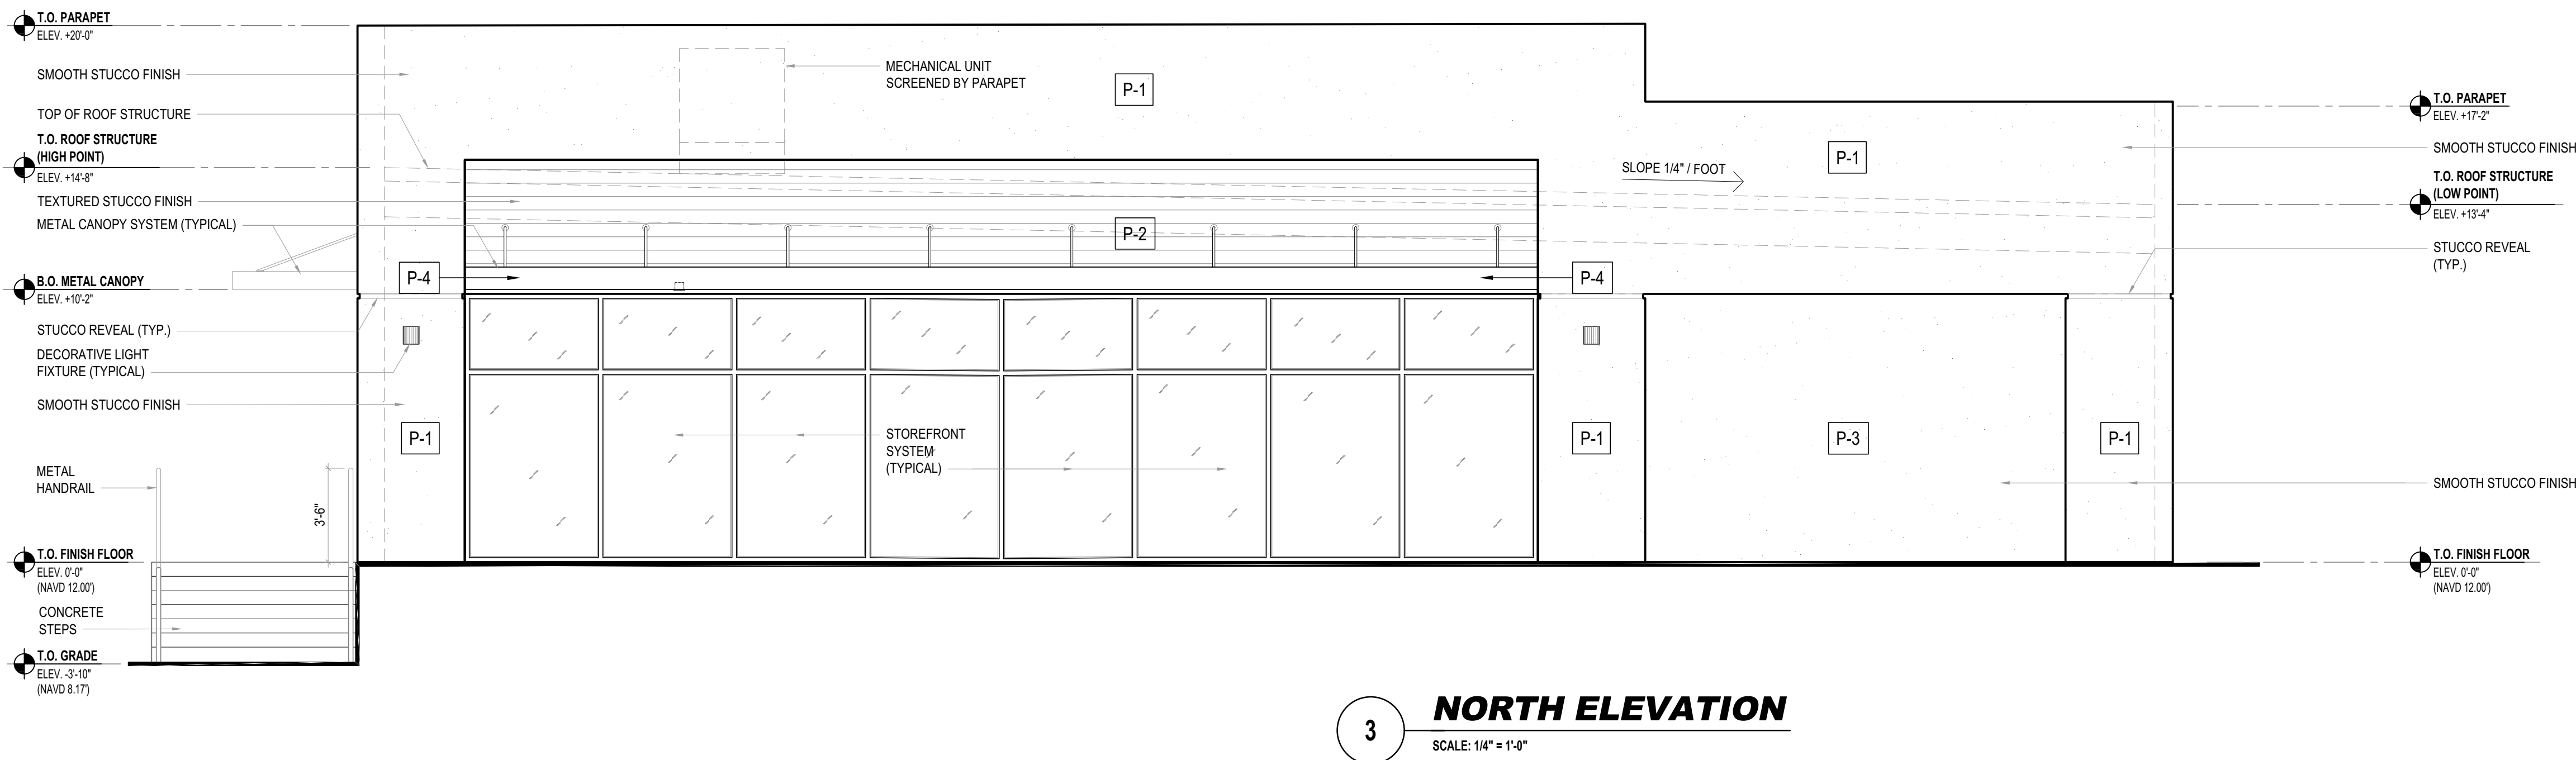 T.O. PARAPET
ELEV. +20'-0"
SMOOTH STUCCO FINISH
TOP OF ROOF STRUCTURE
T.O. ROOF STRUCTURE
(HIGH POINT)
ELEV. +14'-8"
TEXTURED STUCCO FINISH
METAL CANOPY SYSTEM (TYPICAL)
B.O. METAL CANOPY
ELEV. +10'-2"
STUCCO REVEAL (TYP.)
DECORATIVE LIGHT
FIXTURE (TYPICAL)
SMOOTH STUCCO FINISH
METAL
HANDRAIL
3'-6"
T.O. FINISH FLOOR
ELEV. 0'-0"
(NAVD 12.00')
CONCRETE
STEPS
T.O. GRADE
ELEV. -3'-10"
(NAVD 8.17')
MECHANICAL UNIT
SCREENED BY PARAPET
P-1
P-1
SLOPE 1/4" / FOOT
P-2
P-4
P-4
P-1
STOREFRONT
SYSTEM
(TYPICAL)
P-1
P-3
P-1
T.O. PARAPET
ELEV. +17'-2"
SMOOTH STUCCO FINISH
T.O. ROOF STRUCTURE
(LOW POINT)
ELEV. +13'-4"
STUCCO REVEAL
(TYP.)
SMOOTH STUCCO FINISH
T.O. FINISH FLOOR
ELEV. 0'-0"
(NAVD 12.00')
3
NORTH ELEVATION
SCALE: 1/4" = 1'-0"